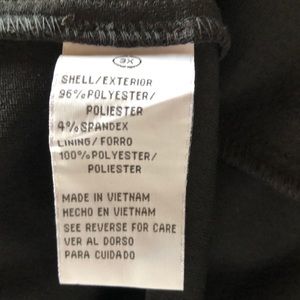 3X
SHELL/EXTERIOR
96%POLYESTER/
POLIESTER
4%SPANDEX
LINING/FORRO
100%POLYESTER/
POLIESTER
MADE IN VIETNAM
HECHO EN VIETNAM
SEE REVERSE FOR CARE
VER AL DORSO
PARA CUIDADO